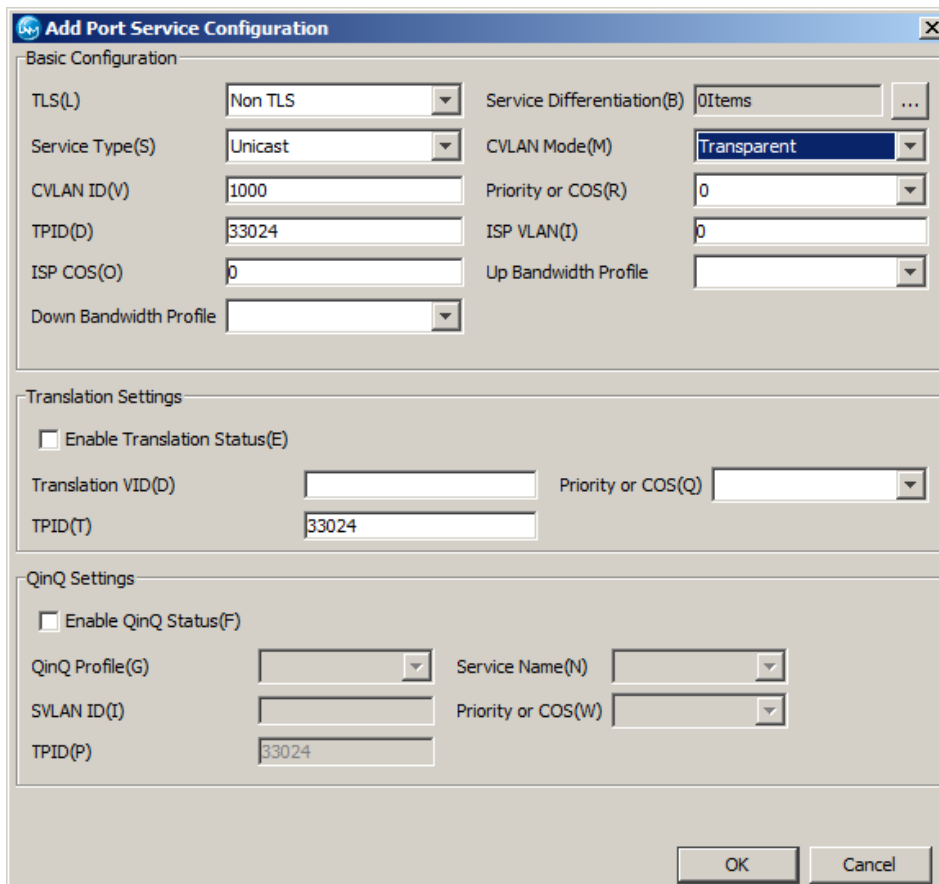 Add Port Service Configuration
Basic Configuration
TLS(L) Non TLS Service Differentiation(B) 0Items ...
Service Type(S) Unicast CVLAN Mode(M) Transparent
CVLAN ID(V) 1000 Priority or COS(R) 0
TPID(D) 33024 ISP VLAN(I) 0
ISP COS(O) 0 Up Bandwidth Profile
Down Bandwidth Profile
Translation Settings
Enable Translation Status(E)
Translation VID(D) Priority or COS(Q)
TPID(T) 33024
QinQ Settings
Enable QinQ Status(F)
QinQ Profile(G) Service Name(N)
SVLAN ID(I) Priority or COS(W)
TPID(P) 33024
OK Cancel